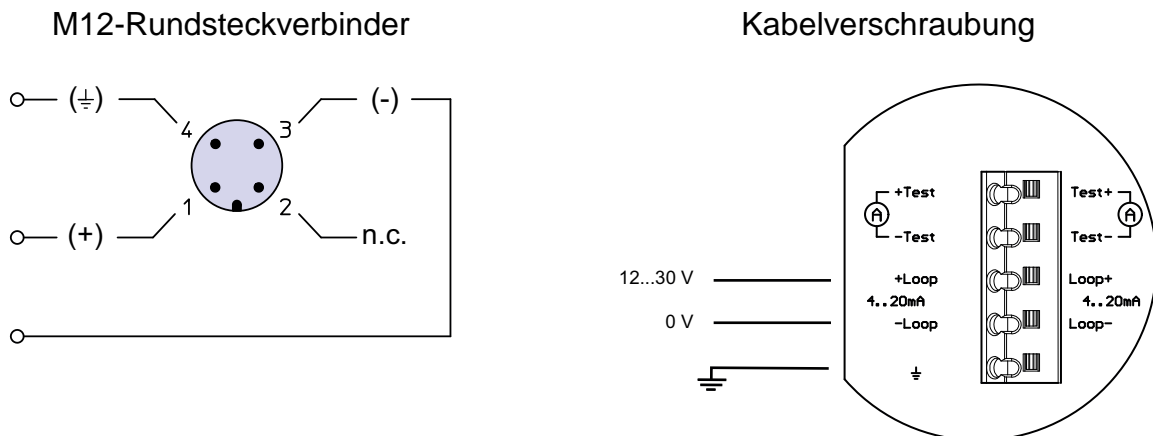 M12-Rundsteckverbinder
(⏚)
(-)
4
3
1
2
(+)
n.c.
Kabelverschraubung
+Test
Test+
A
A
-Test
Test-
12...30 V
+Loop
Loop+
4..20mA
4..20mA
0 V
-Loop
Loop-